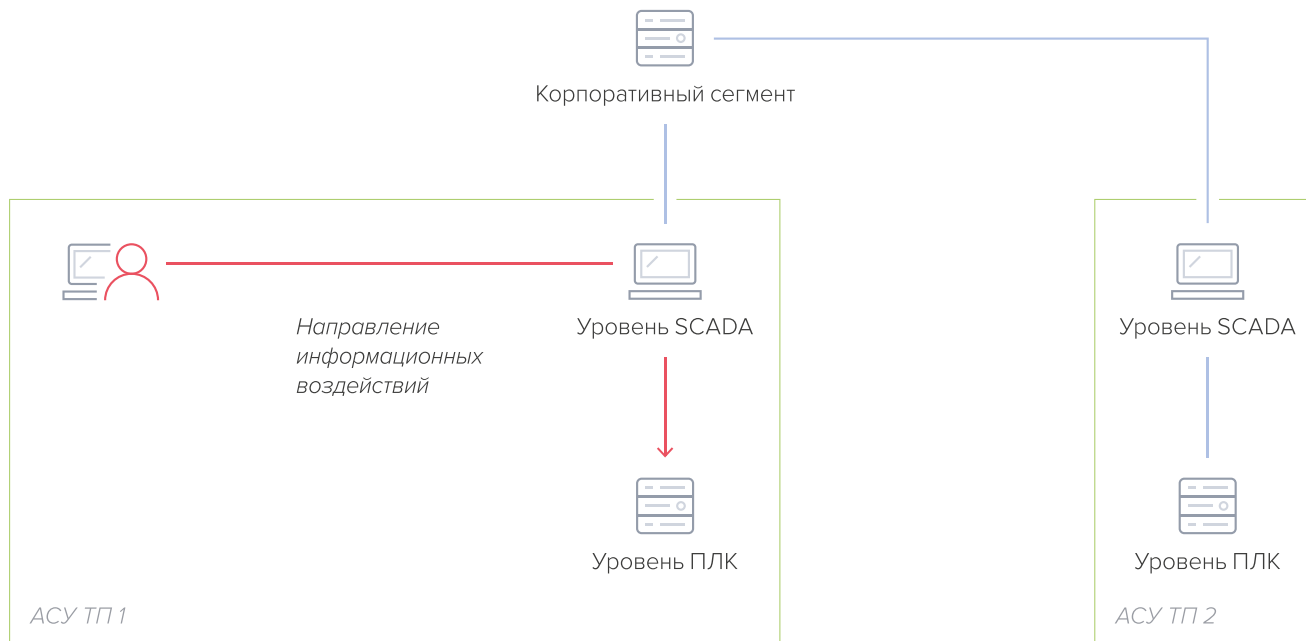 Корпоративный сегмент
Направление
информационных
воздействий
Уровень SCADA
Уровень ПЛК
АСУ ТП 1
Уровень SCADA
Уровень ПЛК
АСУ ТП 2